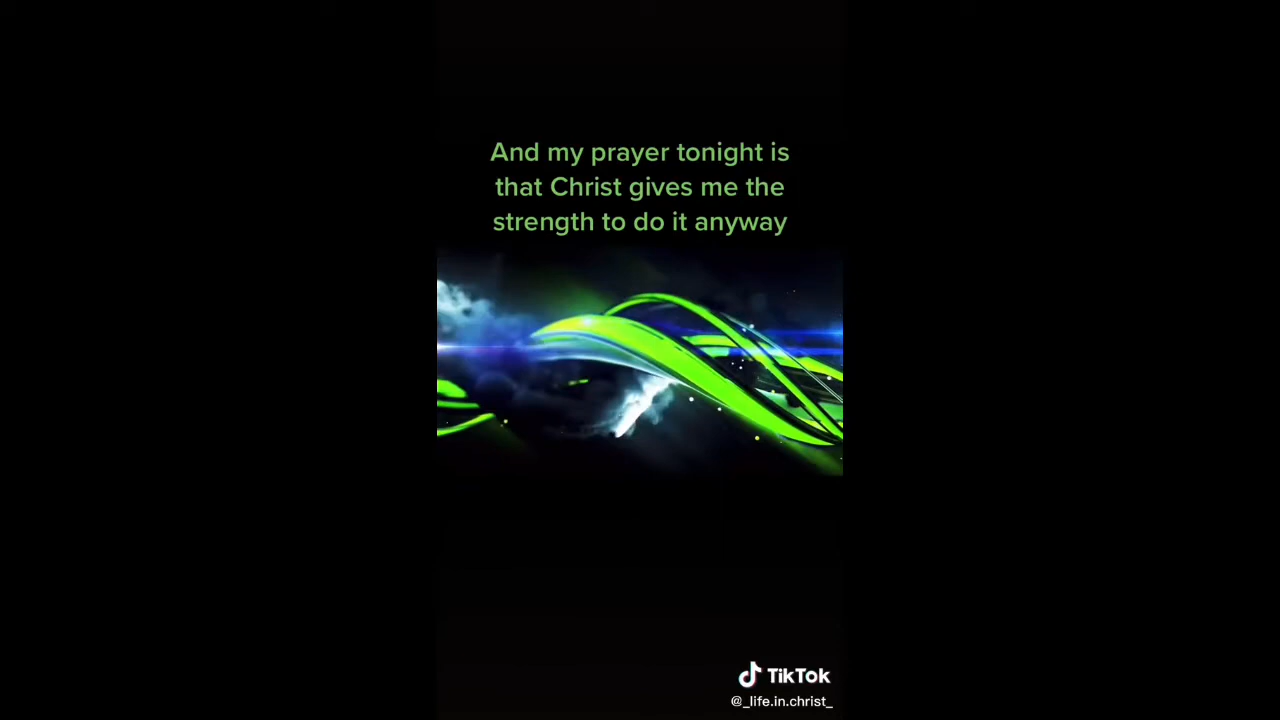 And my prayer tonight is
that Christ gives me the
strength to do it anyway
TikTok
@_life.in.christ_